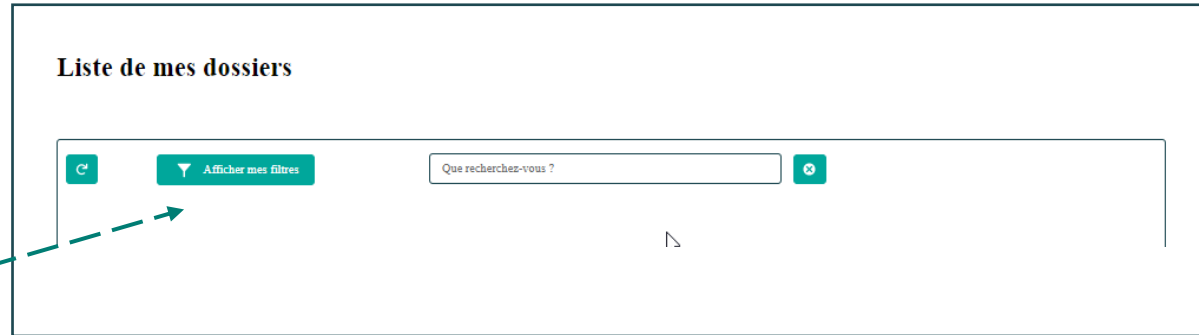 Liste de mes dossiers
Afficher mes filtres
Que recherchez-vous ?